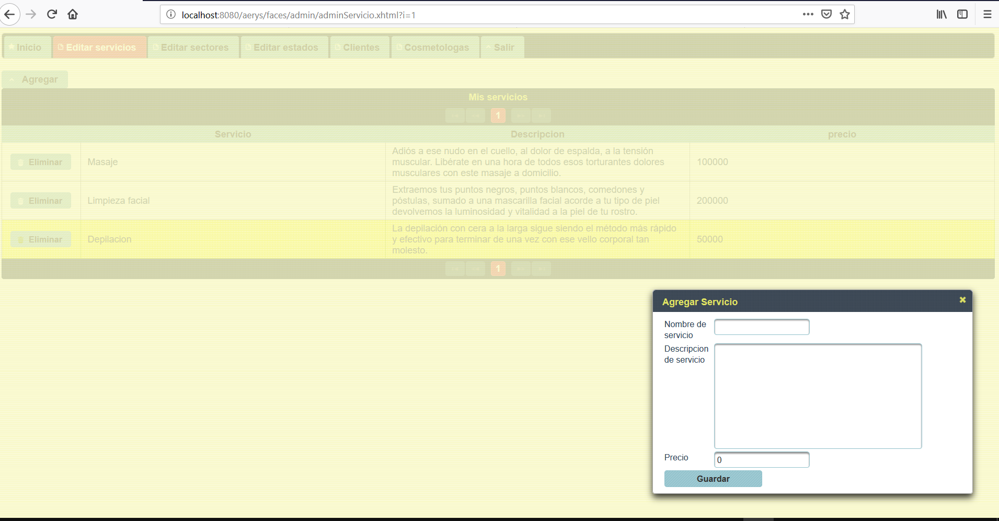 localhost:8080/aerys/faces/admin/adminServicio.xhtml?i=1
Inicio Editar servicios Editar sectores Editar estados Clientes Cosmetologas Salir
Agregar
Mis servicios
1
Servicio Descripcion precio
Eliminar Masaje
Adiós a ese nudo en el cuello, al dolor de espalda, a la tensión
muscular. Libérate en una hora de todos esos torturantes dolores
musculares con este masaje a domicilio.
100000
Eliminar Limpieza facial
Extraemos tus puntos negros, puntos blancos, comedones y
póstulas, sumado a una mascarilla facial acorde a tu tipo de piel
devolvemos la luminosidad y vitalidad a la piel de tu rostro.
200000
Eliminar Depilacion
La depilación con cera a la larga sigue siendo el método más rápido
y efectivo para terminar de una vez con ese vello corporal tan
molesto.
50000
1
Agregar Servicio
Nombre de
servicio
Descripcion
de servicio
Precio 0
Guardar